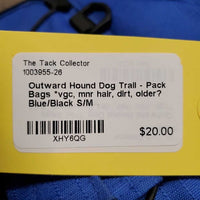 The Tack Collector
1003955-26
Outward Hound Dog Trail - Pack
Bags *vgc, mnr hair, dirt, older?
Blue/Black S/M
$20.00
XHY6QG